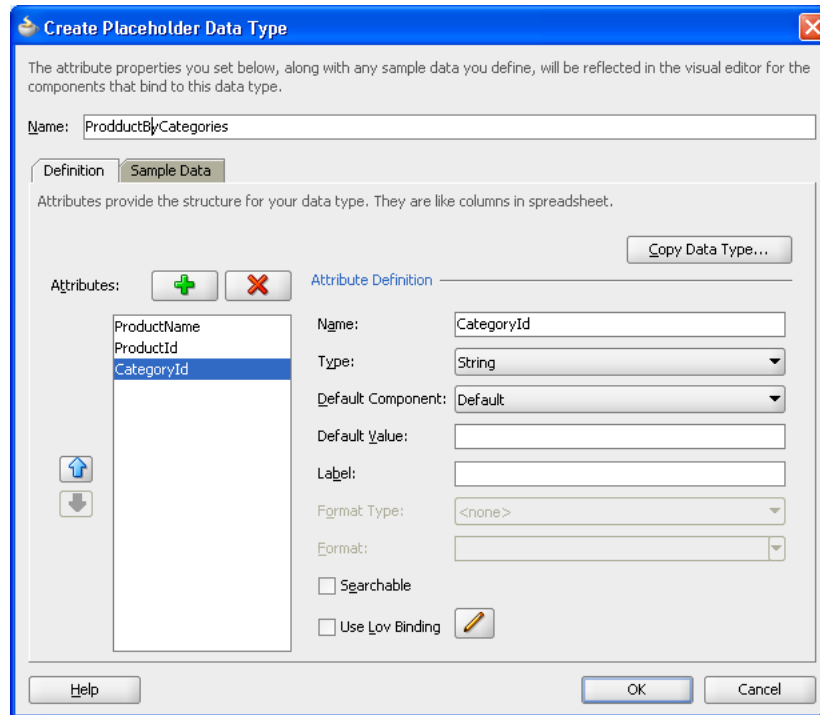 Create Placeholder Data Type
The attribute properties you set below, along with any sample data you define, will be reflected in the visual editor for the
components that bind to this data type.
Name: ProdductByCategories
Definition Sample Data
Attributes provide the structure for your data type. They are like columns in spreadsheet.
Copy Data Type...
Attributes: Attribute Definition
ProductName
ProductId
CategoryId
Name: CategoryId
Type: String
Default Component: Default
Default Value:
Label:
Format Type: <none>
Format:
Searchable
Use Lov Binding
Help OK Cancel